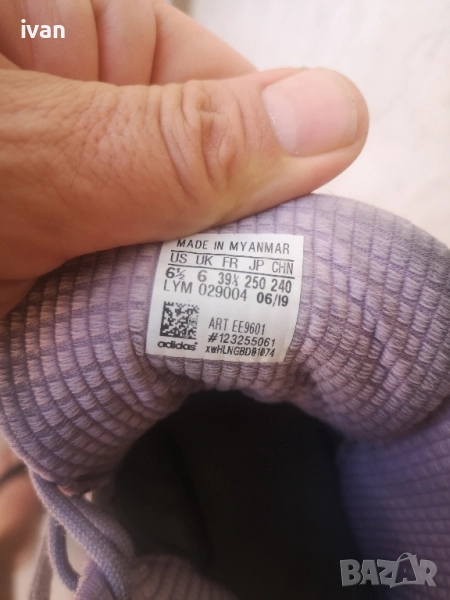 ivan
MADE IN MYANMAR
US UK FR JP CHN
6½ 6 39⅓ 250 240
LYM 029004 06/19
ART EE9601
#123255061
adidas
BAZAR